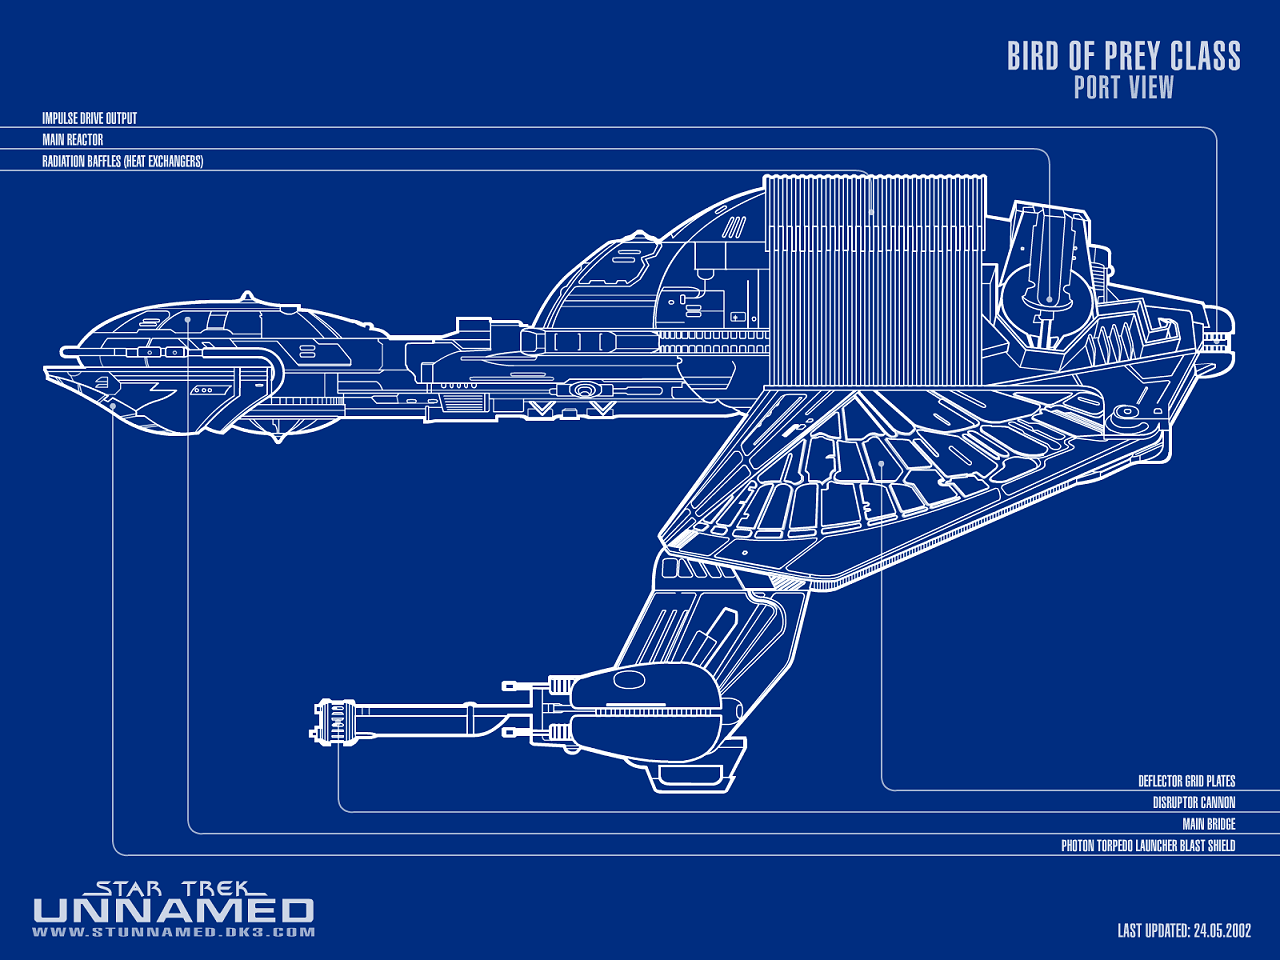 BIRD OF PREY CLASS
PORT VIEW
IMPULSE DRIVE OUTPUT
MAIN REACTOR
RADIATION BAFFLES (HEAT EXCHANGERS)
DEFLECTOR GRID PLATES
DISRUPTOR CANNON
MAIN BRIDGE
PHOTON TORPEDO LAUNCHER BLAST SHIELD
STAR TREK
UNNAMED
WWW.STUNNAMED.DK3.COM
LAST UPDATED: 24.05.2002